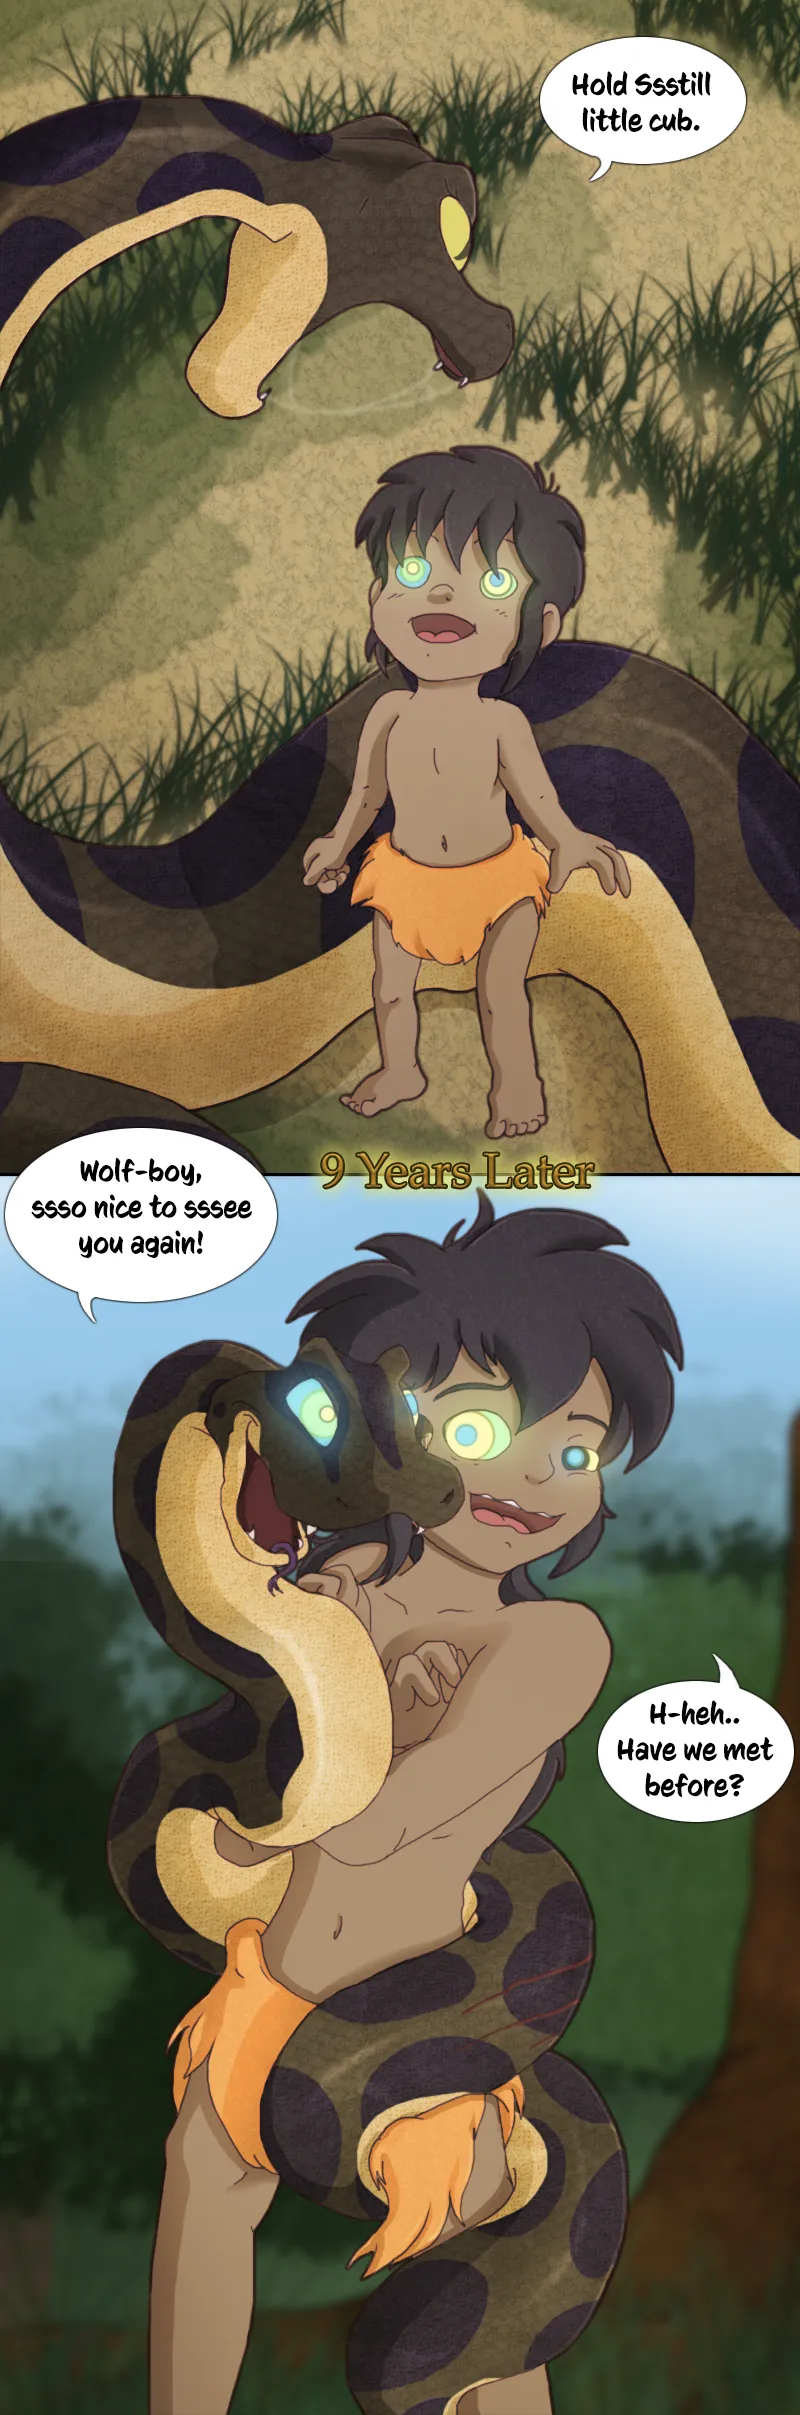 Hold Ssstill
little cub.
9 Years Later
Wolf-boy,
ssso nice to sssee
you again!
H-heh..
Have we met
before?